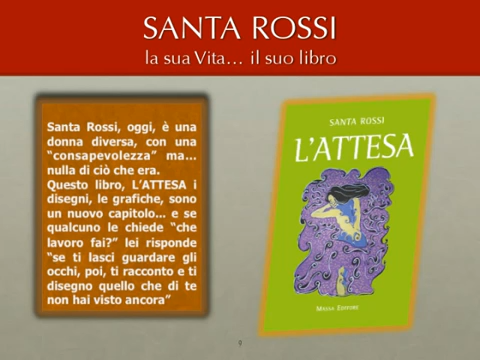 SANTA ROSSI
la sua Vita... il suo libro
Santa Rossi, oggi, è una
donna diversa, con una
“consapevolezza” ma...
nulla di ciò che era.
Questo libro, L’ATTESA i
disegni, le grafiche, sono
un nuovo capitolo... e se
qualcuno le chiede “che
lavoro fai?” lei risponde
“se ti lasci guardare gli
occhi, poi, ti racconto e ti
disegno quello che di te
non hai visto ancora”
SANTA ROSSI
L’ATTESA
MASSA EDITORE
9